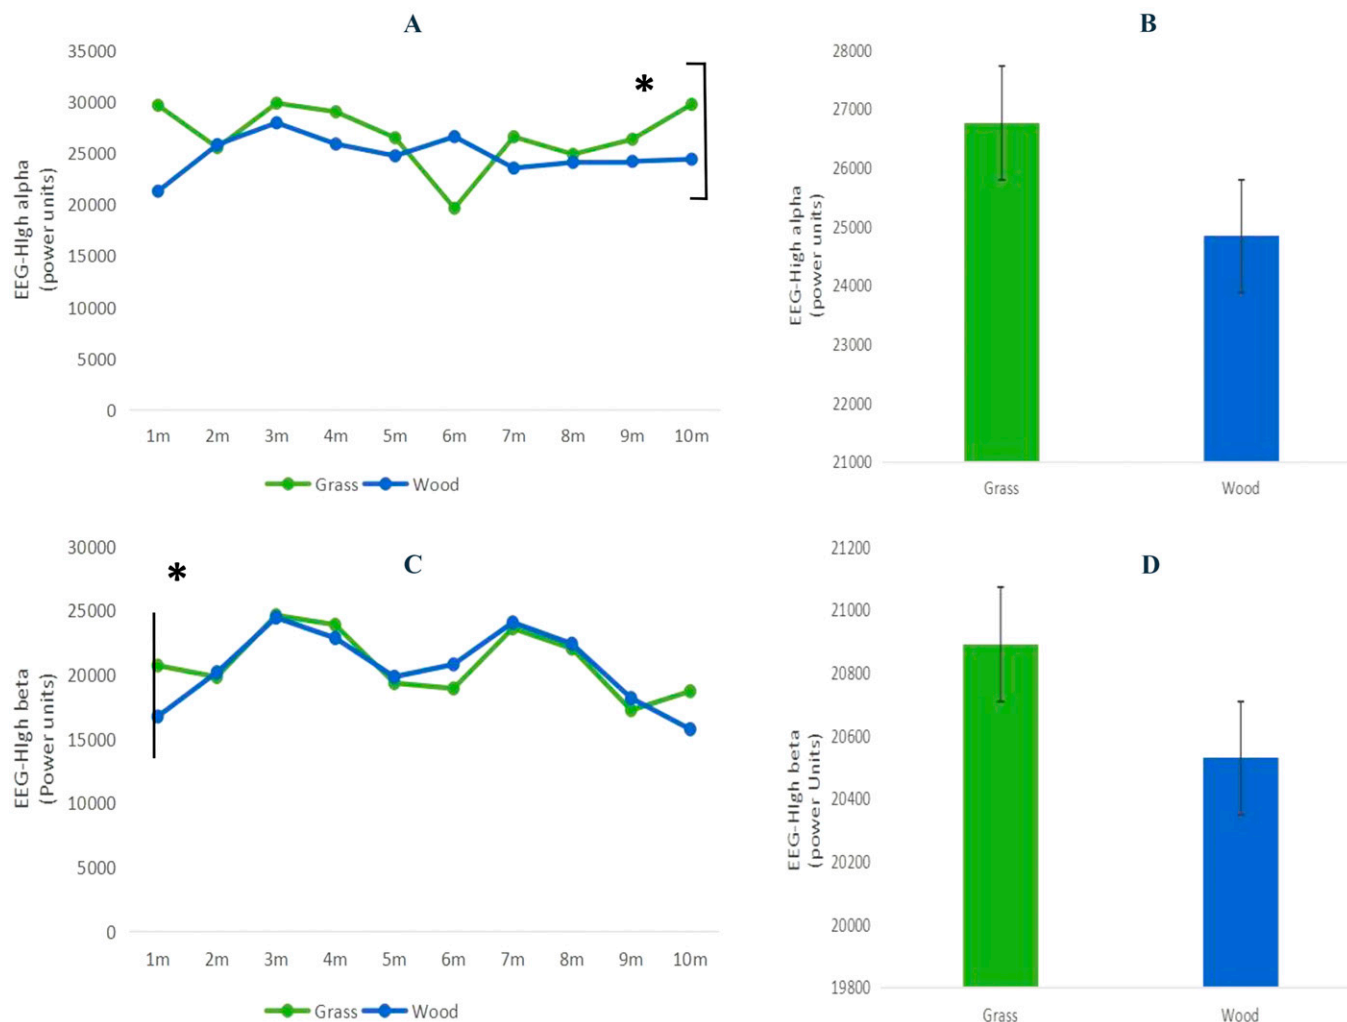 A
35000
30000
25000
20000
15000
10000
5000
0
EEG-HIgh alpha
(power units)
*
1m 2m 3m 4m 5m 6m 7m 8m 9m 10m
Grass Wood
B
28000
27000
26000
25000
24000
23000
22000
21000
EEG-High alpha
(power units)
Grass Wood
C
30000
25000
20000
15000
10000
5000
0
EEG-HIgh beta
(Power units)
*
1m 2m 3m 4m 5m 6m 7m 8m 9m 10m
Grass Wood
D
21200
21000
20800
20600
20400
20200
20000
19800
EEG-HIgh beta
(power Units)
Grass Wood